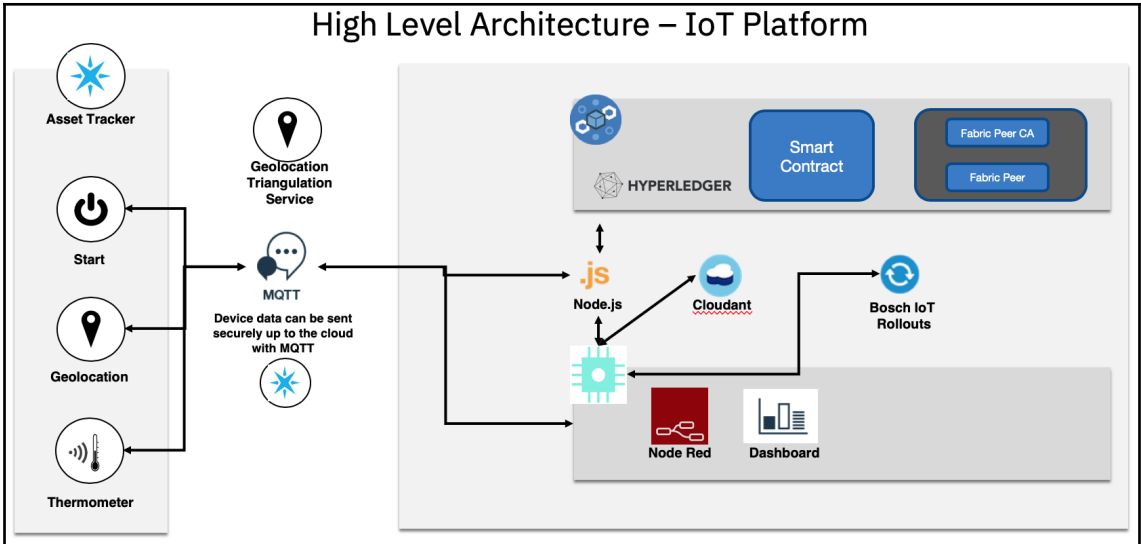 High Level Architecture – IoT Platform
Asset Tracker
Start
Geolocation
Thermometer
Geolocation
Triangulation
Service
MQTT
Device data can be sent
securely up to the cloud
with MQTT
HYPERLEDGER
Smart
Contract
Fabric Peer CA
Fabric Peer
.js
Node.js
Cloudant
Bosch IoT
Rollouts
Node Red
Dashboard